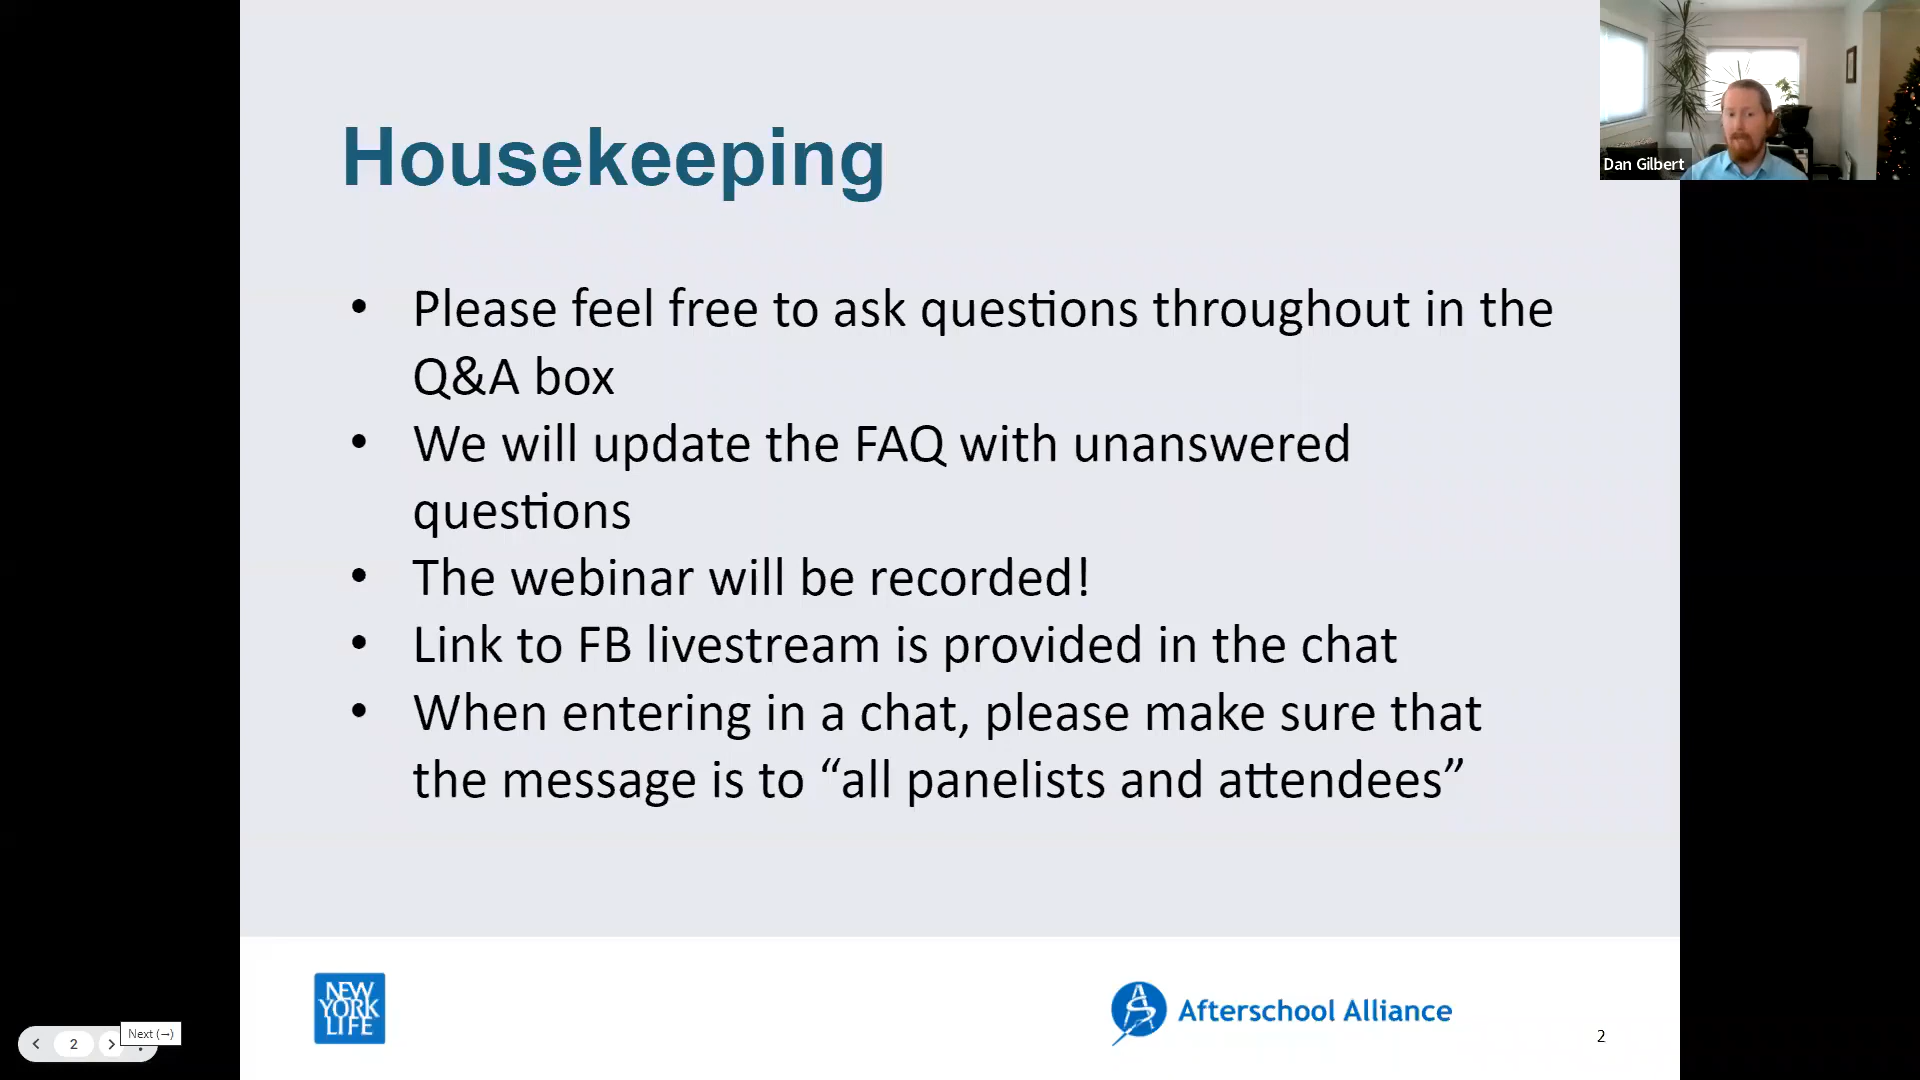 Housekeeping
Dan Gilbert
• Please feel free to ask questions throughout in the
Q&A box
• We will update the FAQ with unanswered
questions
• The webinar will be recorded!
• Link to FB livestream is provided in the chat
• When entering in a chat, please make sure that
the message is to “all panelists and attendees”
NEW
YORK
LIFE
Afterschool Alliance
2
2
Next (→)